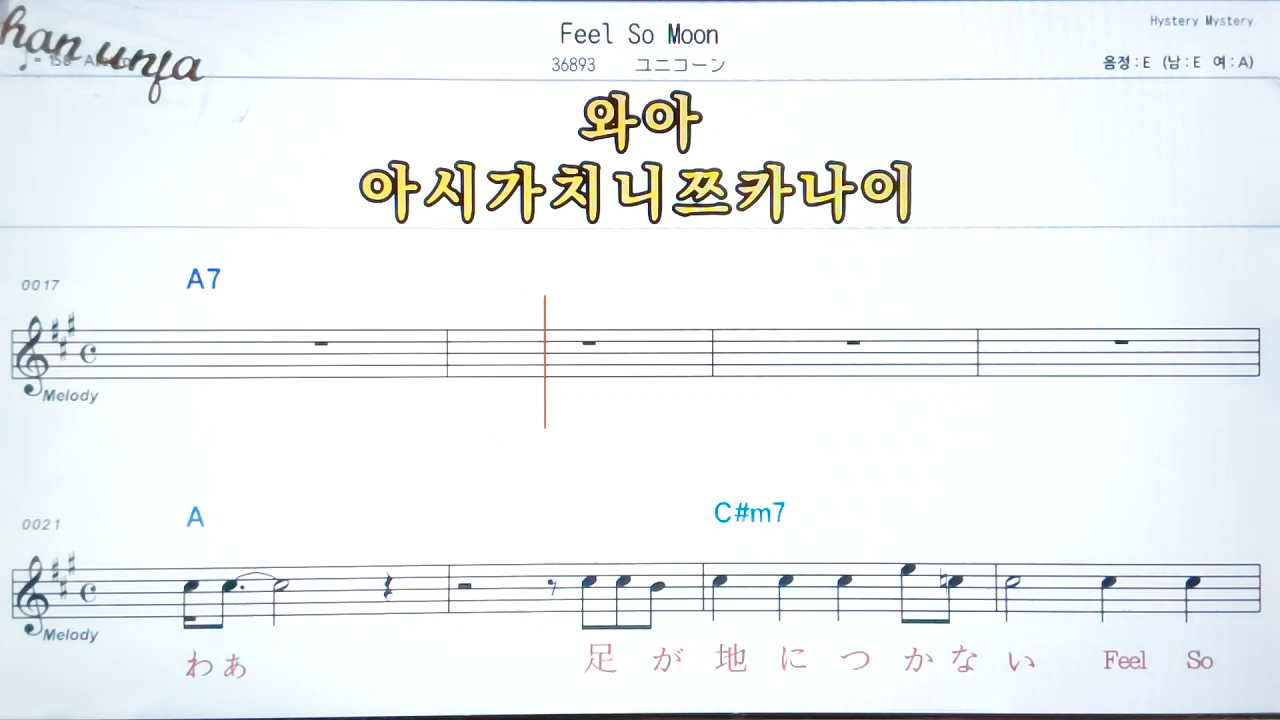 han unfa
Feel So Moon
Hystery Mystery
36893 ユニコーン
음정:E (남:E 여:A)
와아
아시가치니쯔카나이
0017
A7
Melody
0021
A
C#m7
Melody
わぁ 足が地につかない Feel So